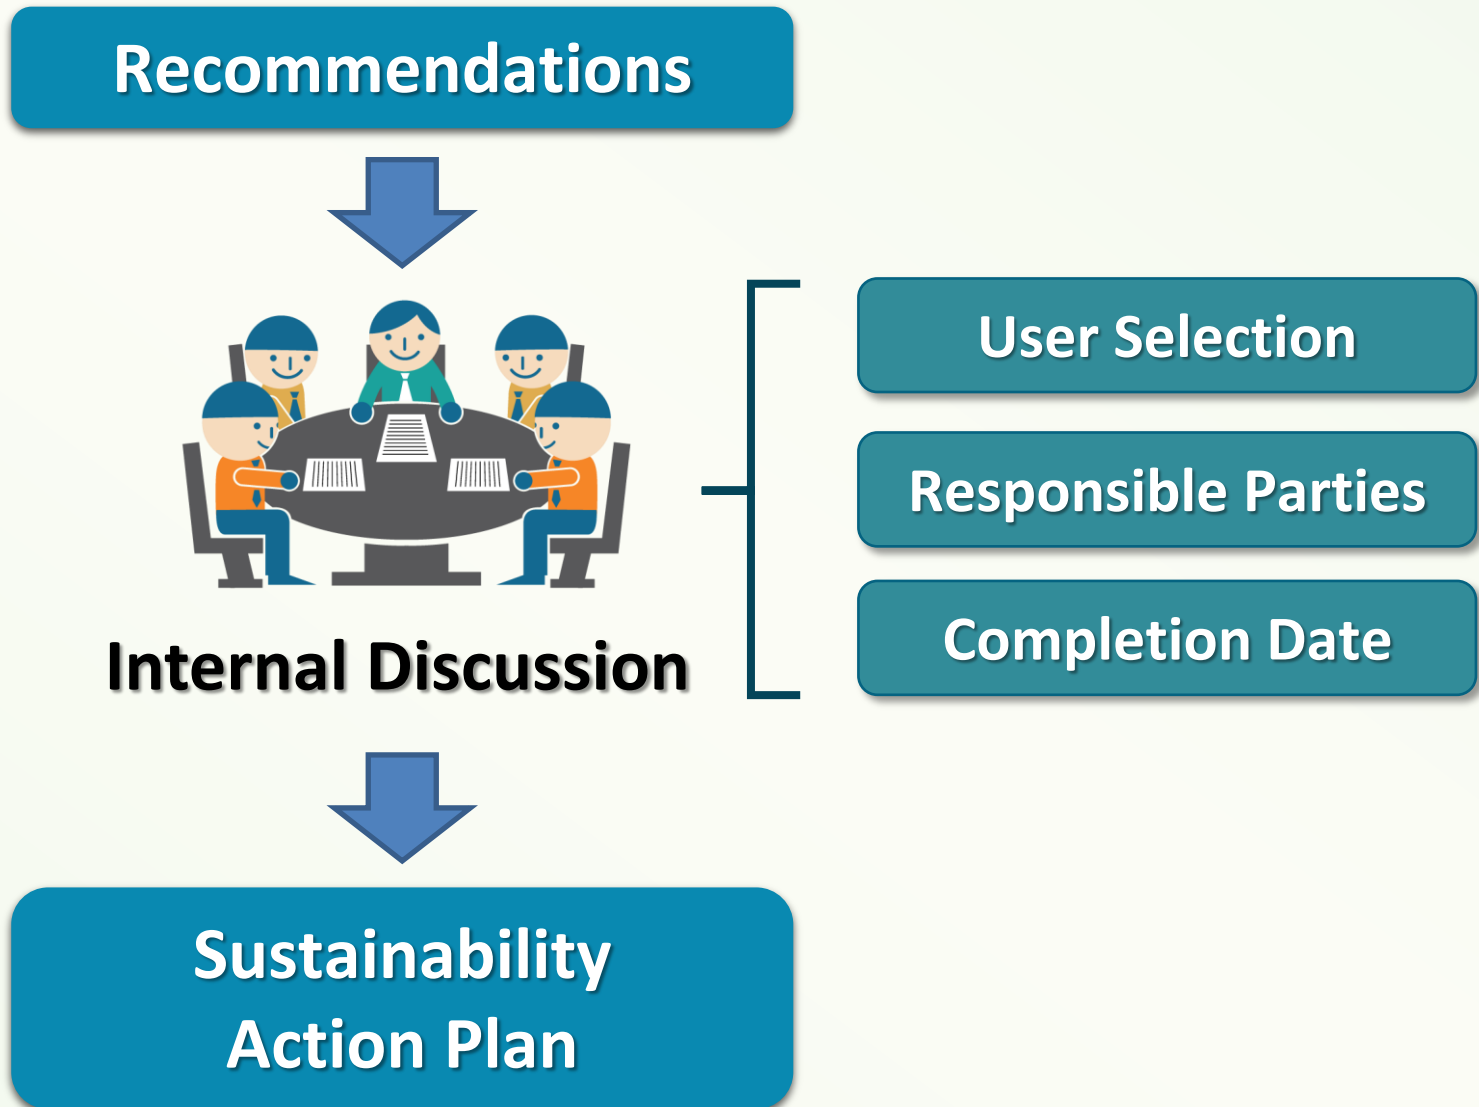 Recommendations
User Selection
Responsible Parties
Completion Date
Internal Discussion
Sustainability
Action Plan